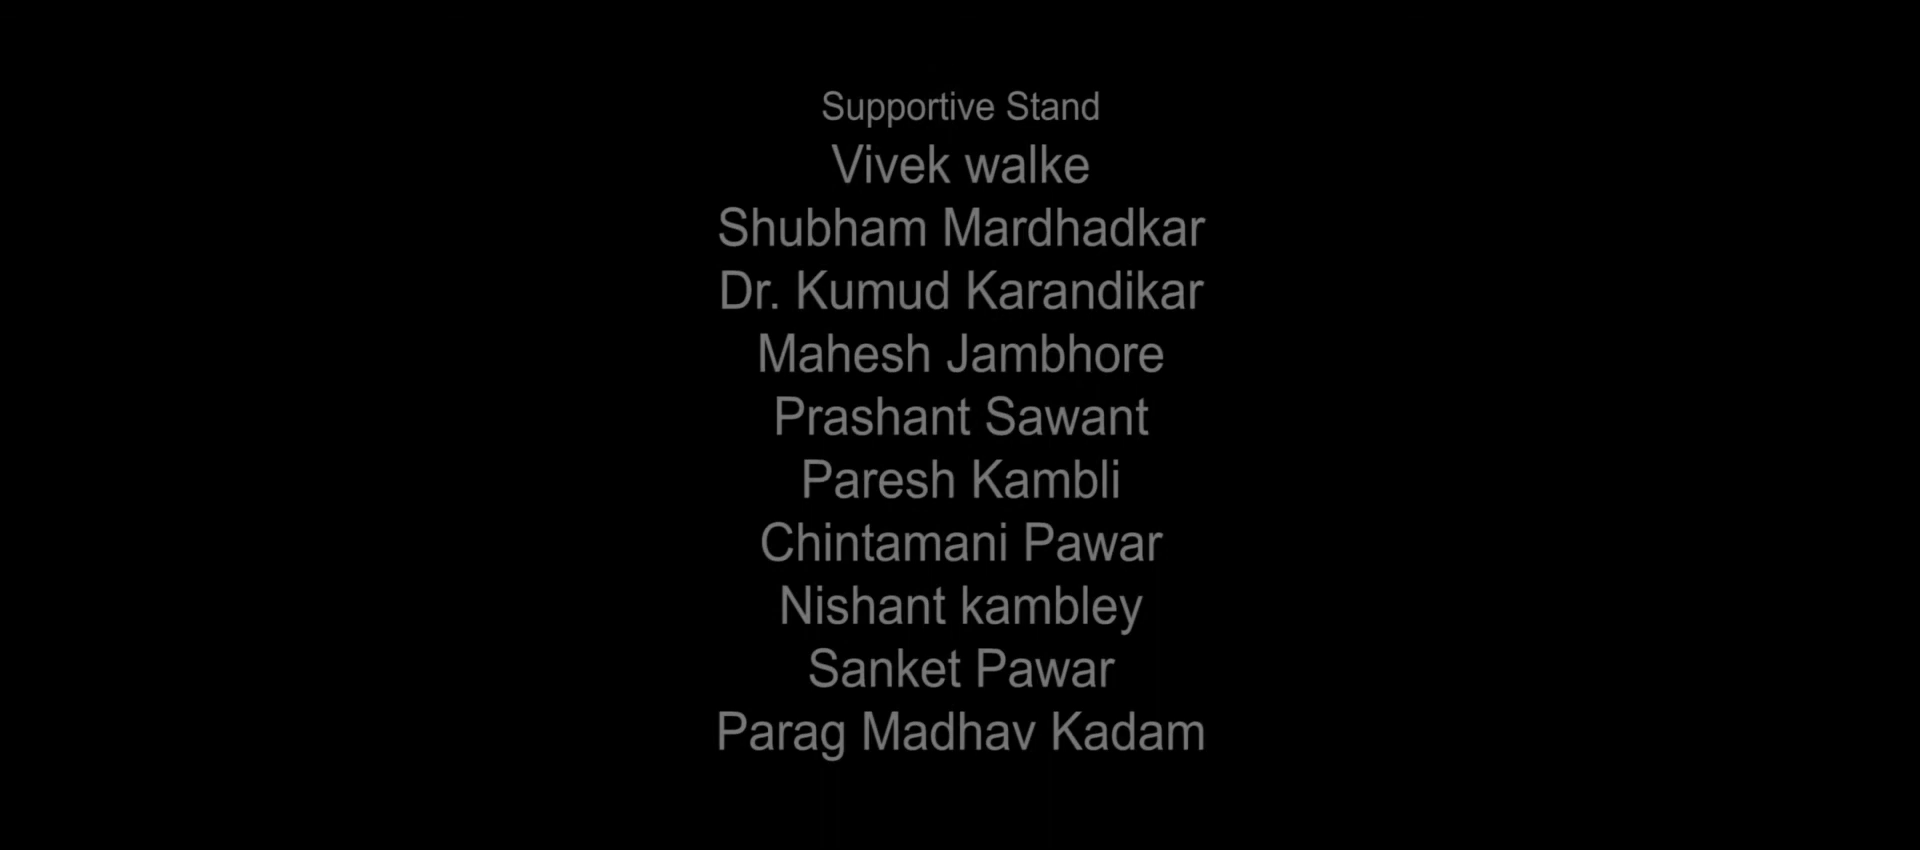 Supportive Stand
Vivek walke
Shubham Mardhadkar
Dr. Kumud Karandikar
Mahesh Jambhore
Prashant Sawant
Paresh Kambli
Chintamani Pawar
Nishant kambley
Sanket Pawar
Parag Madhav Kadam